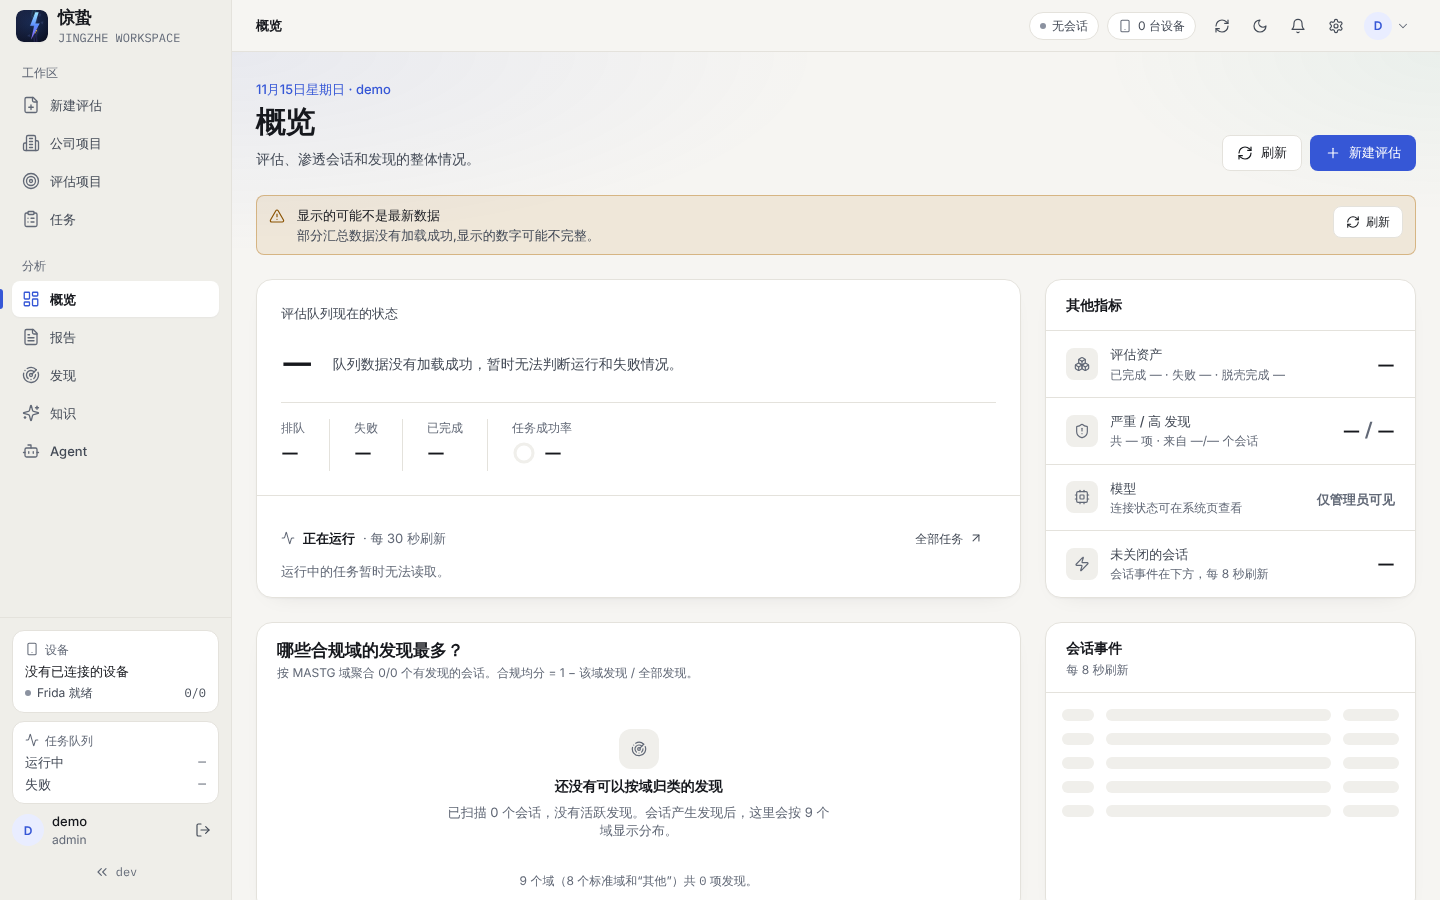 惊蛰
JINGZHE WORKSPACE
工作区
新建评估
公司项目
评估项目
任务
分析
概览
报告
发现
知识
Agent
设备
没有已连接的设备
Frida 就绪 0/0
任务队列
运行中 —
失败 —
D demo
admin
dev
概览
无会话
0 台设备
D
11月15日星期日 · demo
概览
评估、渗透会话和发现的整体情况。
刷新
新建评估
显示的可能不是最新数据
部分汇总数据没有加载成功,显示的数字可能不完整。
刷新
评估队列现在的状态
— 队列数据没有加载成功，暂时无法判断运行和失败情况。
排队 失败 已完成 任务成功率
— — — —
正在运行 · 每 30 秒刷新 全部任务
运行中的任务暂时无法读取。
其他指标
评估资产
已完成 — · 失败 — · 脱壳完成 — —
严重 / 高 发现
共 — 项 · 来自 —/— 个会话 — / —
模型
连接状态可在系统页查看 仅管理员可见
未关闭的会话
会话事件在下方，每 8 秒刷新 —
哪些合规域的发现最多？
按 MASTG 域聚合 0/0 个有发现的会话。合规均分 = 1 − 该域发现 / 全部发现。
还没有可以按域归类的发现
已扫描 0 个会话，没有活跃发现。会话产生发现后，这里会按 9 个
域显示分布。
9 个域（8 个标准域和“其他”）共 0 项发现。
会话事件
每 8 秒刷新